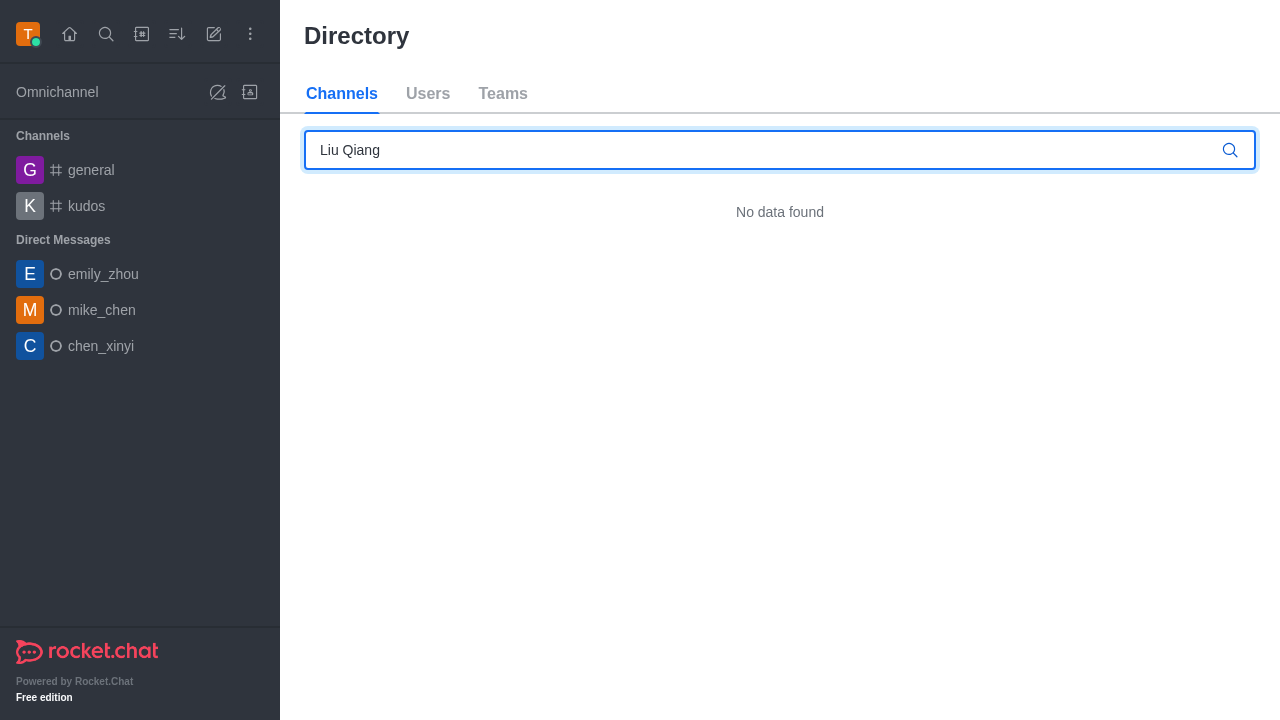 T
Directory
Channels Users Teams
Omnichannel
Liu Qiang
Channels
G general
K kudos
No data found
Direct Messages
E emily_zhou
M mike_chen
C chen_xinyi
rocket.chat
Powered by Rocket.Chat
Free edition